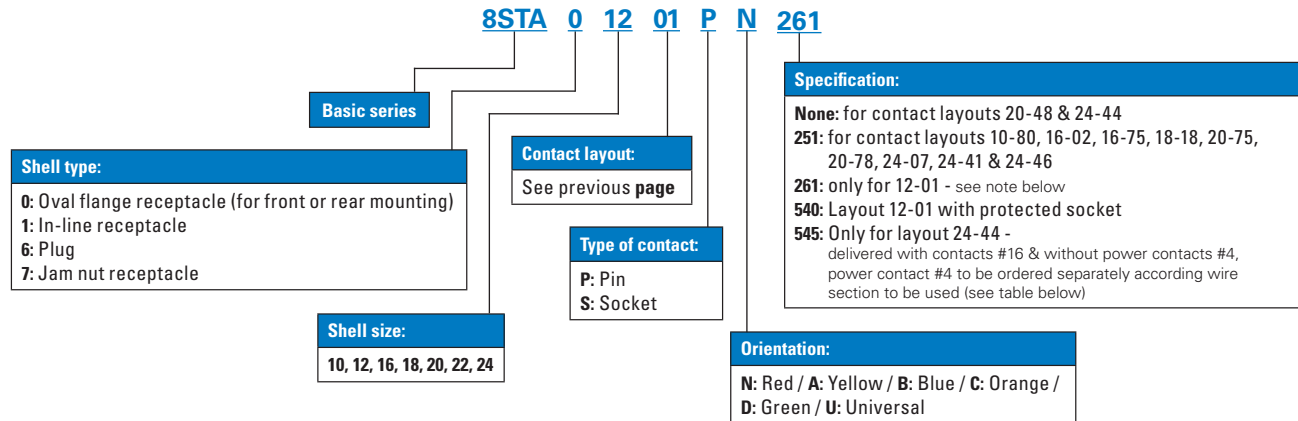 8STA 0 12 01 P N 261
Basic series
Shell type:
0: Oval flange receptacle (for front or rear mounting)
1: In-line receptacle
6: Plug
7: Jam nut receptacle
Shell size:
10, 12, 16, 18, 20, 22, 24
Contact layout:
See previous page
Type of contact:
P: Pin
S: Socket
Orientation:
N: Red / A: Yellow / B: Blue / C: Orange /
D: Green / U: Universal
Specification:
None: for contact layouts 20-48 & 24-44
251: for contact layouts 10-80, 16-02, 16-75, 18-18, 20-75,
20-78, 24-07, 24-41 & 24-46
261: only for 12-01 - see note below
540: Layout 12-01 with protected socket
545: Only for layout 24-44 -
delivered with contacts #16 & without power contacts #4,
power contact #4 to be ordered separately according wire
section to be used (see table below)